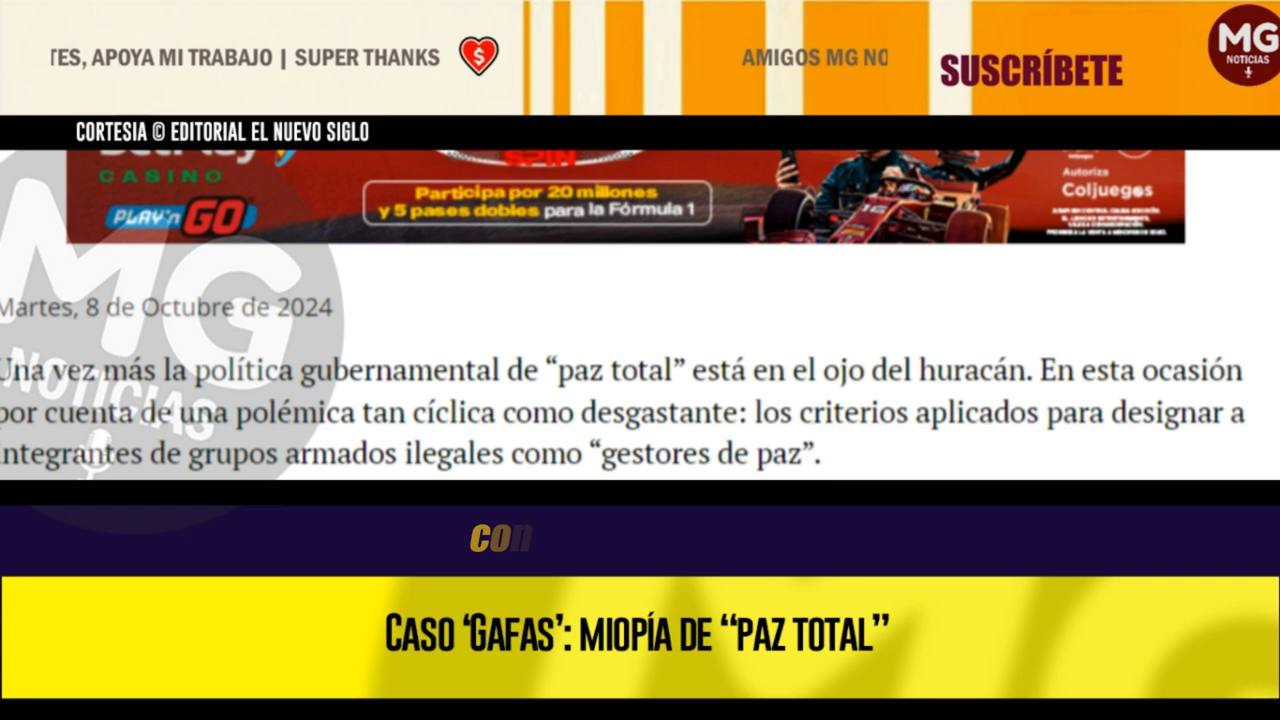 TES, APOYA MI TRABAJO | SUPER THANKS
AMIGOS MG NO
SUSCRÍBETE
MG
NOTICIAS
CORTESIA © EDITORIAL EL NUEVO SIGLO
SPIN
CASINO
PLAY'n GO
Participa por 20 millones
y 5 pases dobles para la Fórmula 1
Autoriza
Coljuegos
MG
NOTICIAS
Martes, 8 de Octubre de 2024
Una vez más la política gubernamental de “paz total” está en el ojo del huracán. En esta ocasión
por cuenta de una polémica tan cíclica como desgastante: los criterios aplicados para designar a
integrantes de grupos armados ilegales como “gestores de paz”.
con
CASO ‘GAFAS’: MIOPÍA DE “PAZ TOTAL”